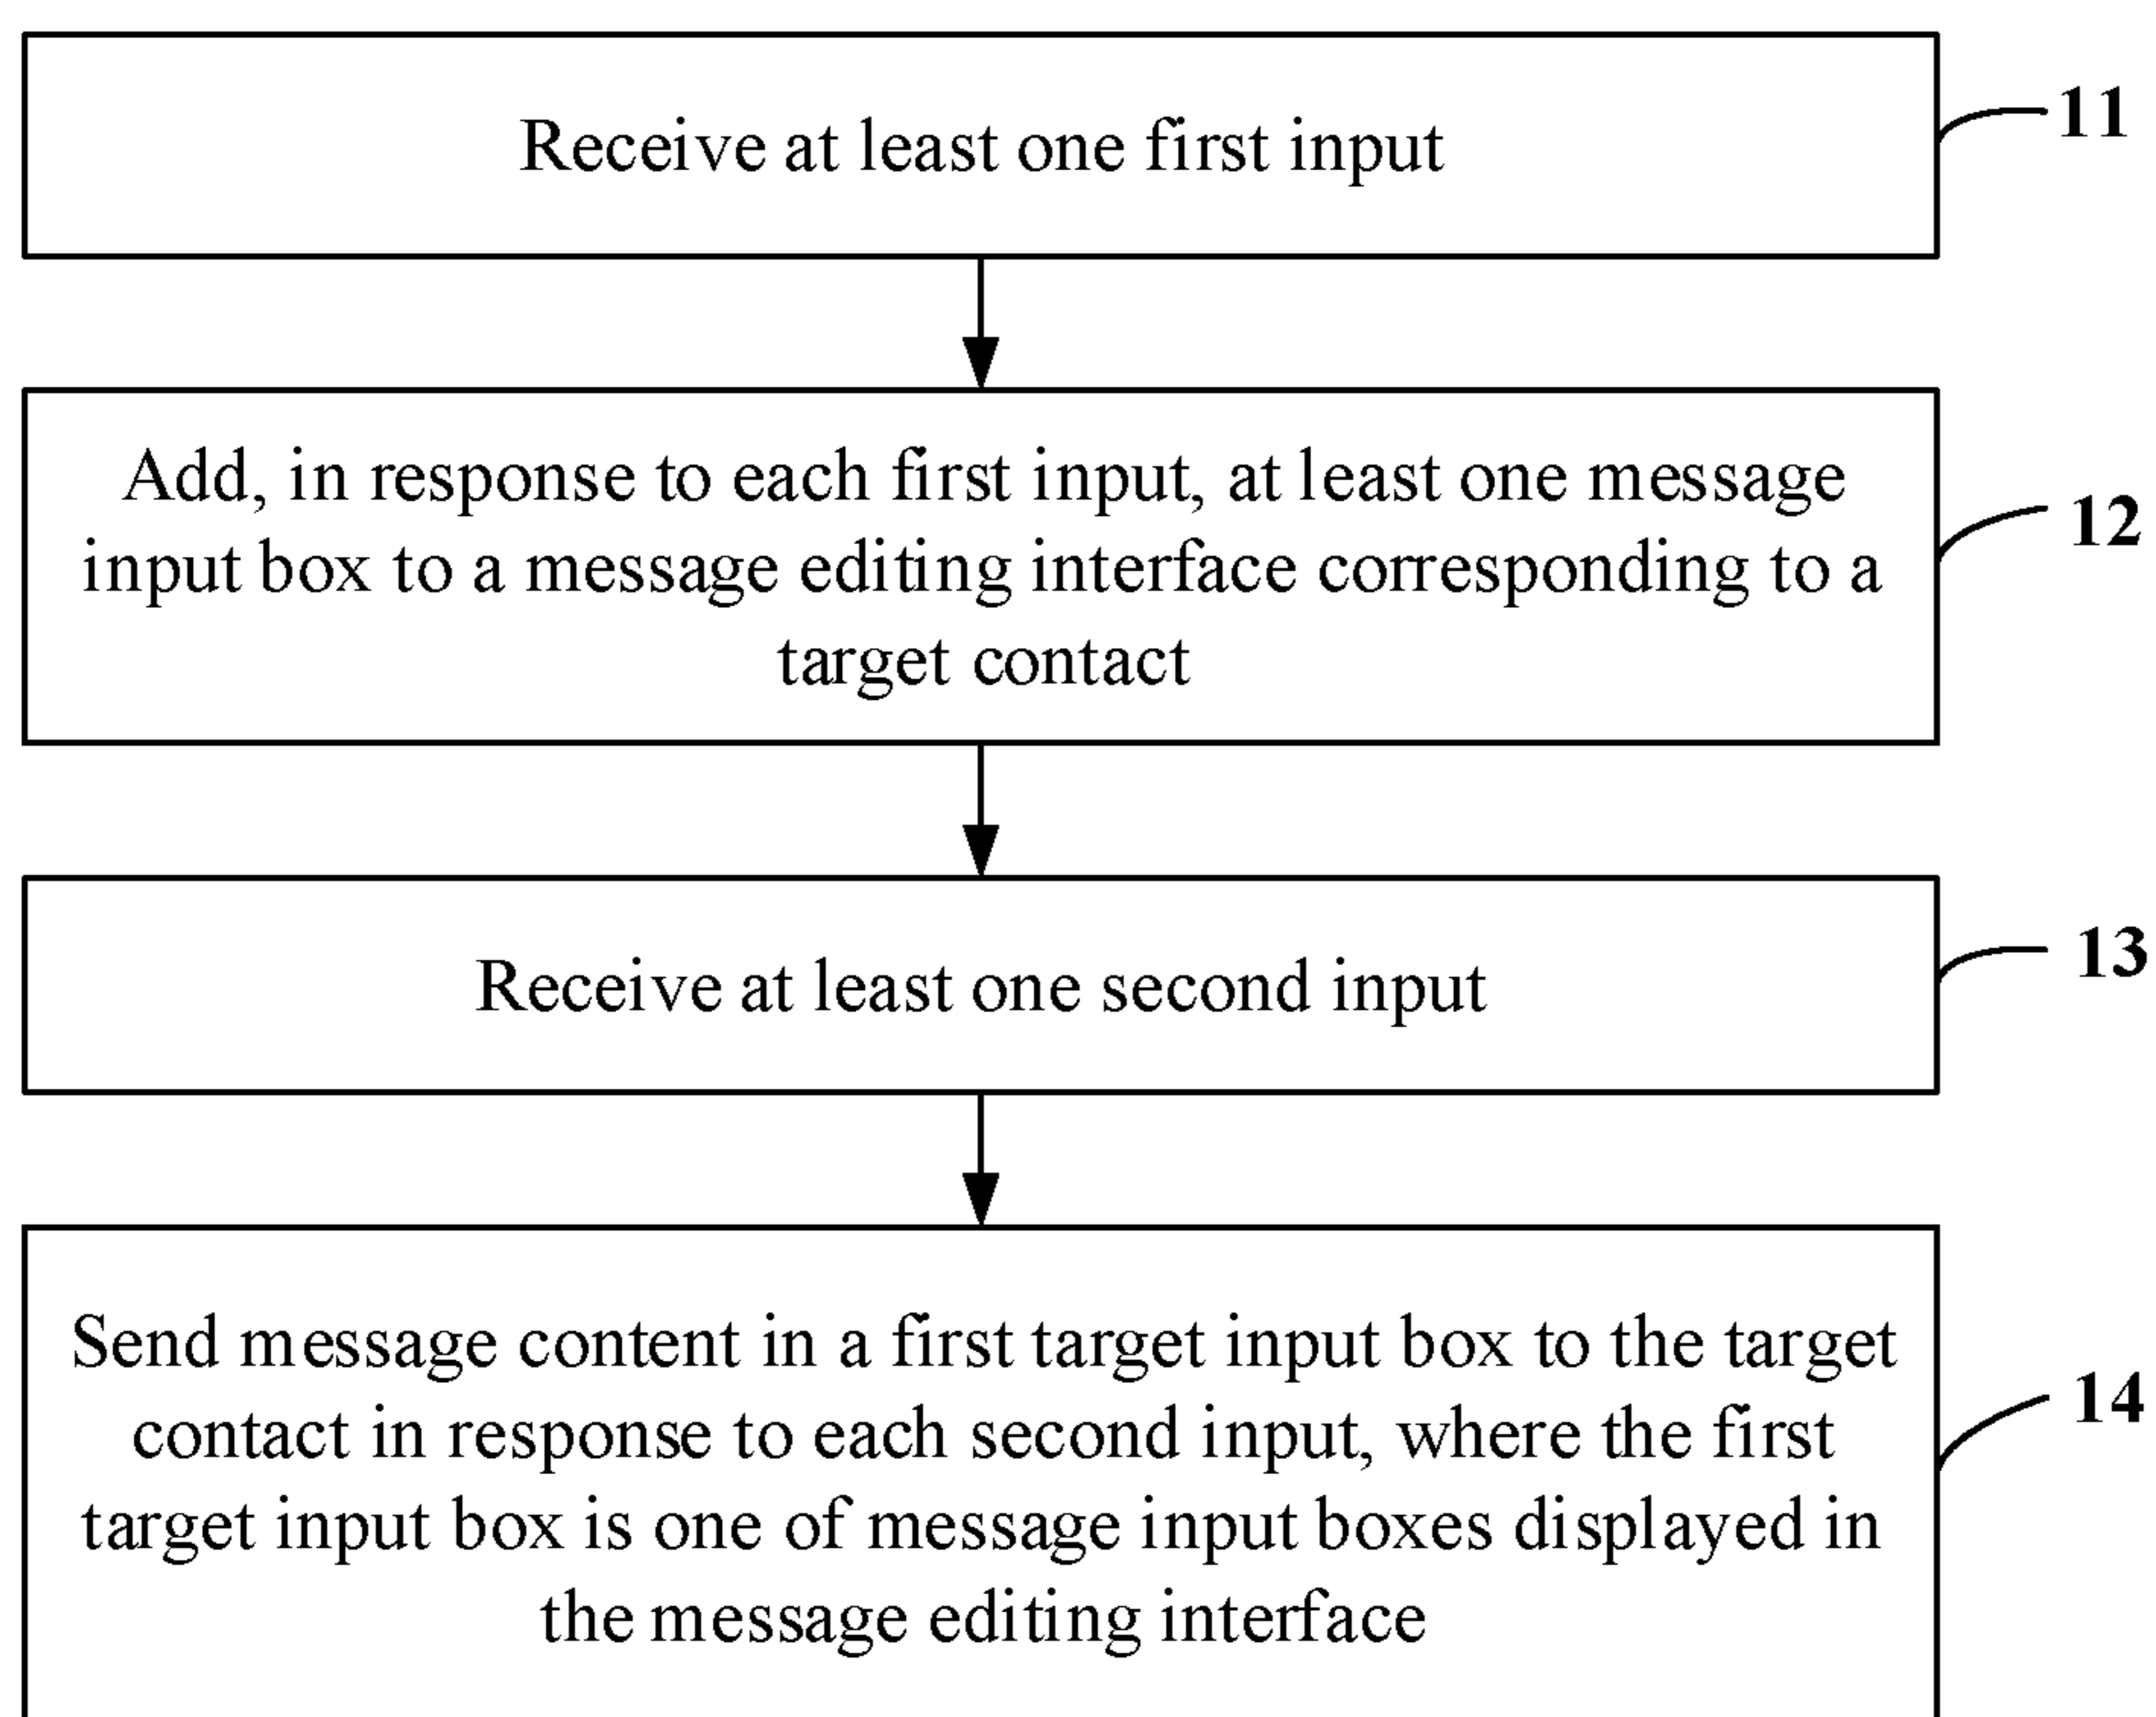 Receive at least one first input
11
Add, in response to each first input, at least one message
input box to a message editing interface corresponding to a
target contact
12
Receive at least one second input
13
Send message content in a first target input box to the target
contact in response to each second input, where the first
target input box is one of message input boxes displayed in
the message editing interface
14